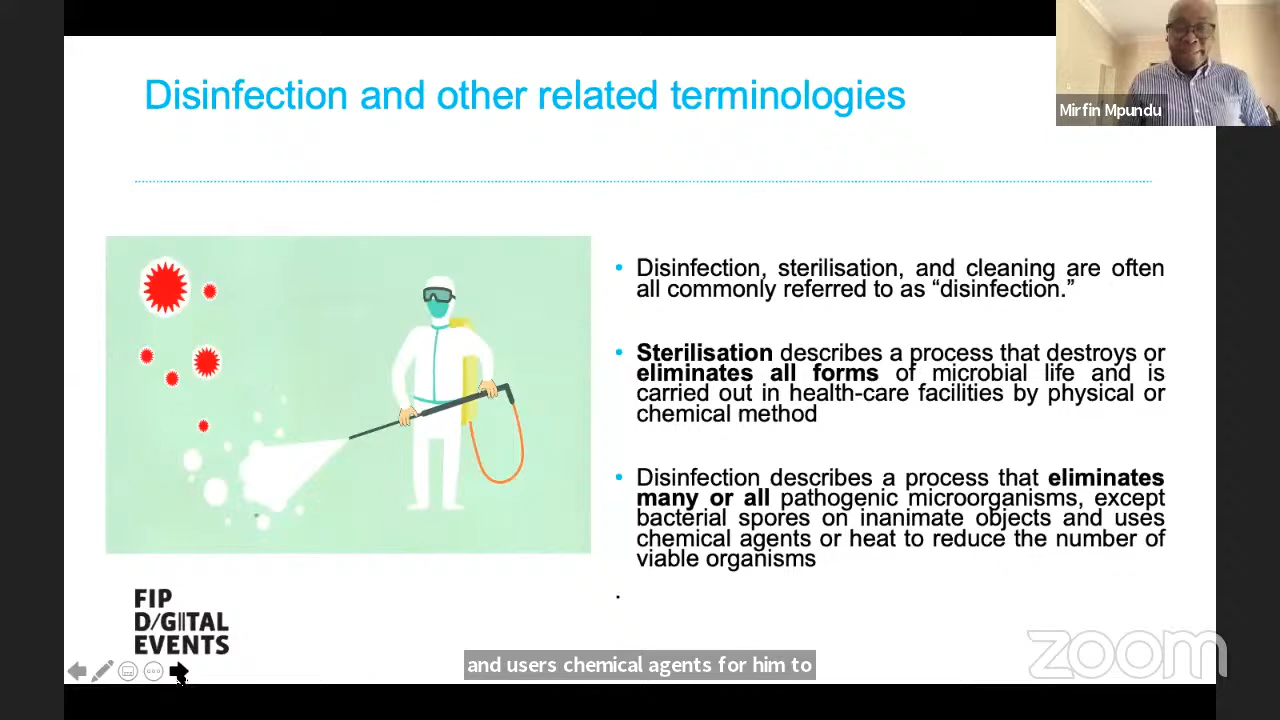 Disinfection and other related terminologies
Mirfin Mpundu
• Disinfection, sterilisation, and cleaning are often
all commonly referred to as “disinfection.”
• Sterilisation describes a process that destroys or
eliminates all forms of microbial life and is
carried out in health-care facilities by physical or
chemical method
• Disinfection describes a process that eliminates
many or all pathogenic microorganisms, except
bacterial spores on inanimate objects and uses
chemical agents or heat to reduce the number of
viable organisms
.
FIP
D/GITAL
EVENTS
and users chemical agents for him to
zoom